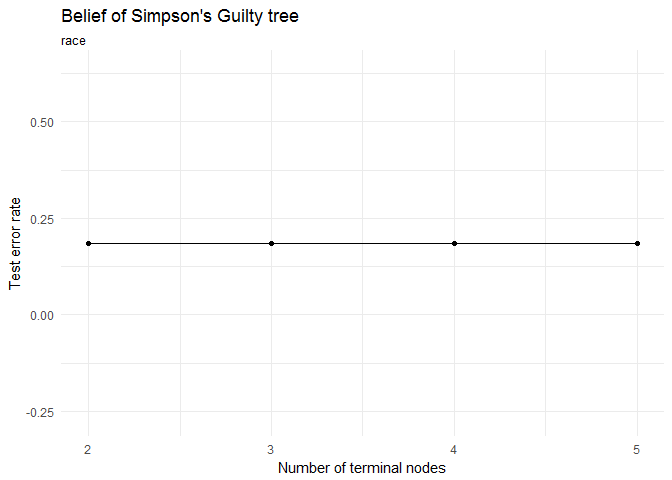 Belief of Simpson's Guilty tree
race
Test error rate
0.50
0.25
0.00
-0.25
2 3 4 5
Number of terminal nodes